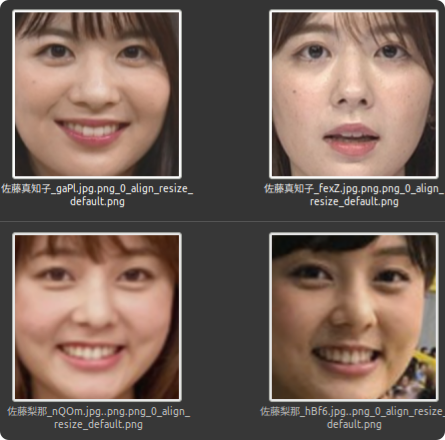 佐藤真知子_gaPl.jpg.png_0_align_resize_
default.png
佐藤真知子_fexZ.jpg.png.png_0_align_
resize_default.png
佐藤梨那_nQOm.jpg..png.png_0_align_
resize_default.png
佐藤梨那_hBf6.jpg..png_0_align_resize_
default.png